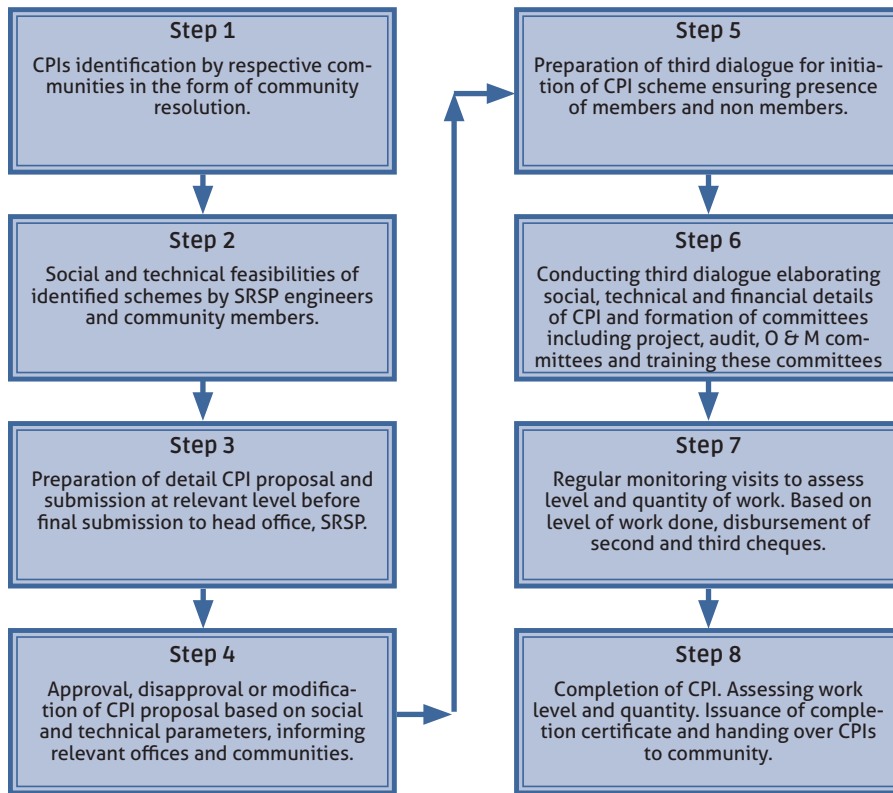 Step 1
CPIs identification by respective com-
munities in the form of community
resolution.
Step 2
Social and technical feasibilities of
identified schemes by SRSP engineers
and community members.
Step 3
Preparation of detail CPI proposal and
submission at relevant level before
final submission to head office, SRSP.
Step 4
Approval, disapproval or modifica-
tion of CPI proposal based on social
and technical parameters, informing
relevant offices and communities.
Step 5
Preparation of third dialogue for initia-
tion of CPI scheme ensuring presence
of members and non members.
Step 6
Conducting third dialogue elaborating
social, technical and financial details
of CPI and formation of committees
including project, audit, O & M com-
mittees and training these committees
Step 7
Regular monitoring visits to assess
level and quantity of work. Based on
level of work done, disbursement of
second and third cheques.
Step 8
Completion of CPI. Assessing work
level and quantity. Issuance of comple-
tion certificate and handing over CPIs
to community.